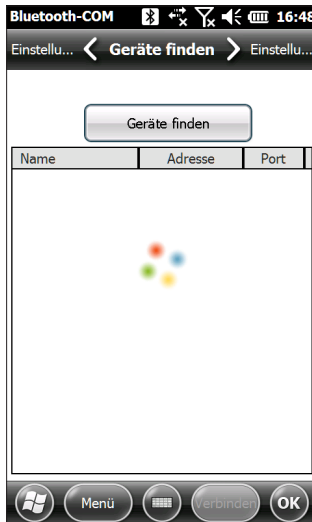 Bluetooth-COM 16:48
Einstellu... Geräte finden Einstellu...
Geräte finden
Name Adresse Port
Menü Verbinden OK